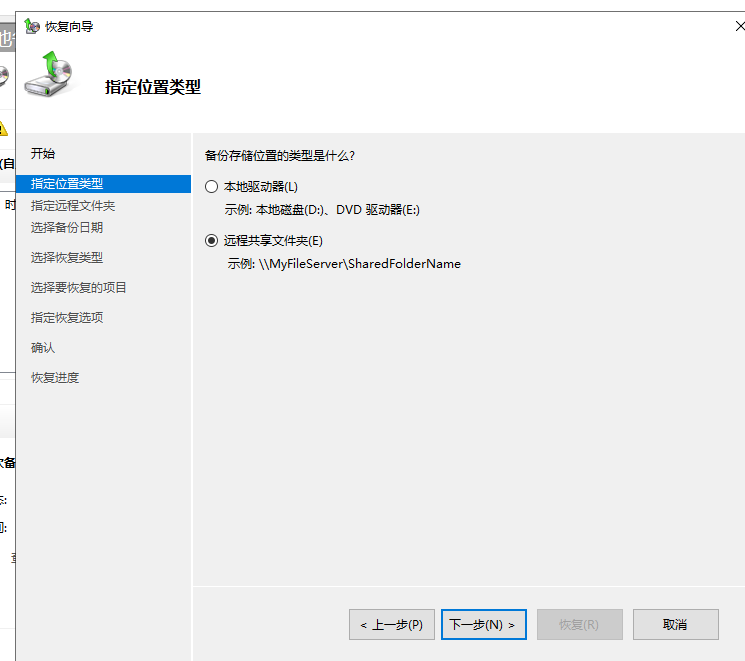 恢复向导
指定位置类型
开始
指定位置类型
指定远程文件夹
选择备份日期
选择恢复类型
选择要恢复的项目
指定恢复选项
确认
恢复进度
备份存储位置的类型是什么?
本地驱动器(L)
示例: 本地磁盘(D:)、DVD 驱动器(E:)
远程共享文件夹(E)
示例: \\MyFileServer\SharedFolderName
< 上一步(P)
下一步(N) >
恢复(R)
取消
(自
时
备